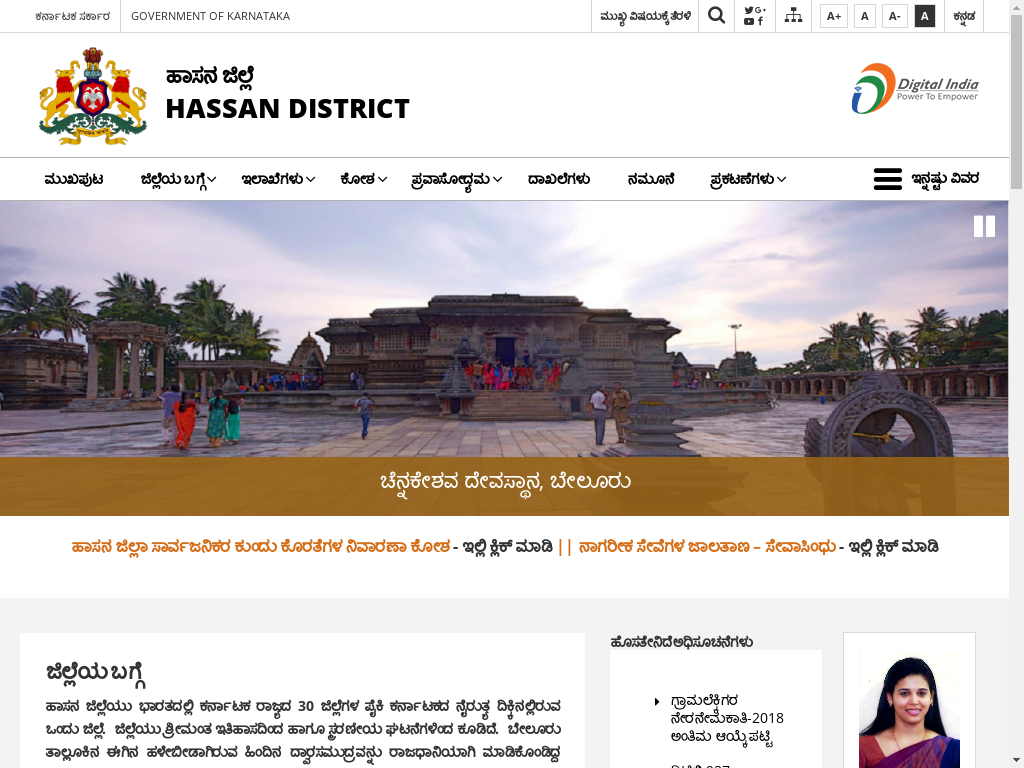 ಕರ್ನಾಟಕ ಸರ್ಕಾರ GOVERNMENT OF KARNATAKA ಮುಖ್ಯ ವಿಷಯಕ್ಕೆ ತೆರಳಿ A+ A A- A ಕನ್ನಡ
ಹಾಸನ ಜಿಲ್ಲೆ
HASSAN DISTRICT
Digital India
Power To Empower
ಮುಖಪುಟ ಜಿಲ್ಲೆಯ ಬಗ್ಗೆ ಇಲಾಖೆಗಳು ಕೋಶ ಪ್ರವಾಸೋದ್ಯಮ ದಾಖಲೆಗಳು ನಮೂನೆ ಪ್ರಕಟಣೆಗಳು ಇನ್ನಷ್ಟು ವಿವರ
ಚೆನ್ನಕೇಶವ ದೇವಸ್ಥಾನ, ಬೇಲೂರು
ಹಾಸನ ಜಿಲ್ಲಾ ಸಾರ್ವಜನಿಕರ ಕುಂದು ಕೊರತೆಗಳ ನಿವಾರಣಾ ಕೋಶ - ಇಲ್ಲಿ ಕ್ಲಿಕ್ ಮಾಡಿ || ನಾಗರೀಕ ಸೇವೆಗಳ ಜಾಲತಾಣ – ಸೇವಾಸಿಂಧು - ಇಲ್ಲಿ ಕ್ಲಿಕ್ ಮಾಡಿ
ಜಿಲ್ಲೆಯ ಬಗ್ಗೆ
ಹಾಸನ ಜಿಲ್ಲೆಯು ಭಾರತದಲ್ಲಿ ಕರ್ನಾಟಕ ರಾಜ್ಯದ 30 ಜಿಲ್ಲೆಗಳ ಪೈಕಿ ಕರ್ನಾಟಕದ ನೈರುತ್ಯ ದಿಕ್ಕಿನಲ್ಲಿರುವ
ಒಂದು ಜಿಲ್ಲೆ. ಜಿಲ್ಲೆಯು ಶ್ರೀಮಂತ ಇತಿಹಾಸದಿಂದ ಹಾಗೂ ಸ್ಮರಣೀಯ ಘಟನೆಗಳಿಂದ ಕೂಡಿದೆ. ಬೇಲೂರು
ತಾಲ್ಲೂಕಿನ ಈಗಿನ ಹಳೇಬೀಡಾಗಿರುವ ಹಿಂದಿನ ದ್ವಾರಸಮುದ್ರವನ್ನು ರಾಜಧಾನಿಯಾಗಿ ಮಾಡಿಕೊಂಡಿದ್ದ
ಹೊಸತೇನಿದೆ ಅಧಿಸೂಚನೆಗಳು
ಗ್ರಾಮಲೆಕ್ಕಿಗರ
ನೇರನೇಮಕಾತಿ-2018
ಅಂತಿಮ ಆಯ್ಕೆಪಟ್ಟಿ